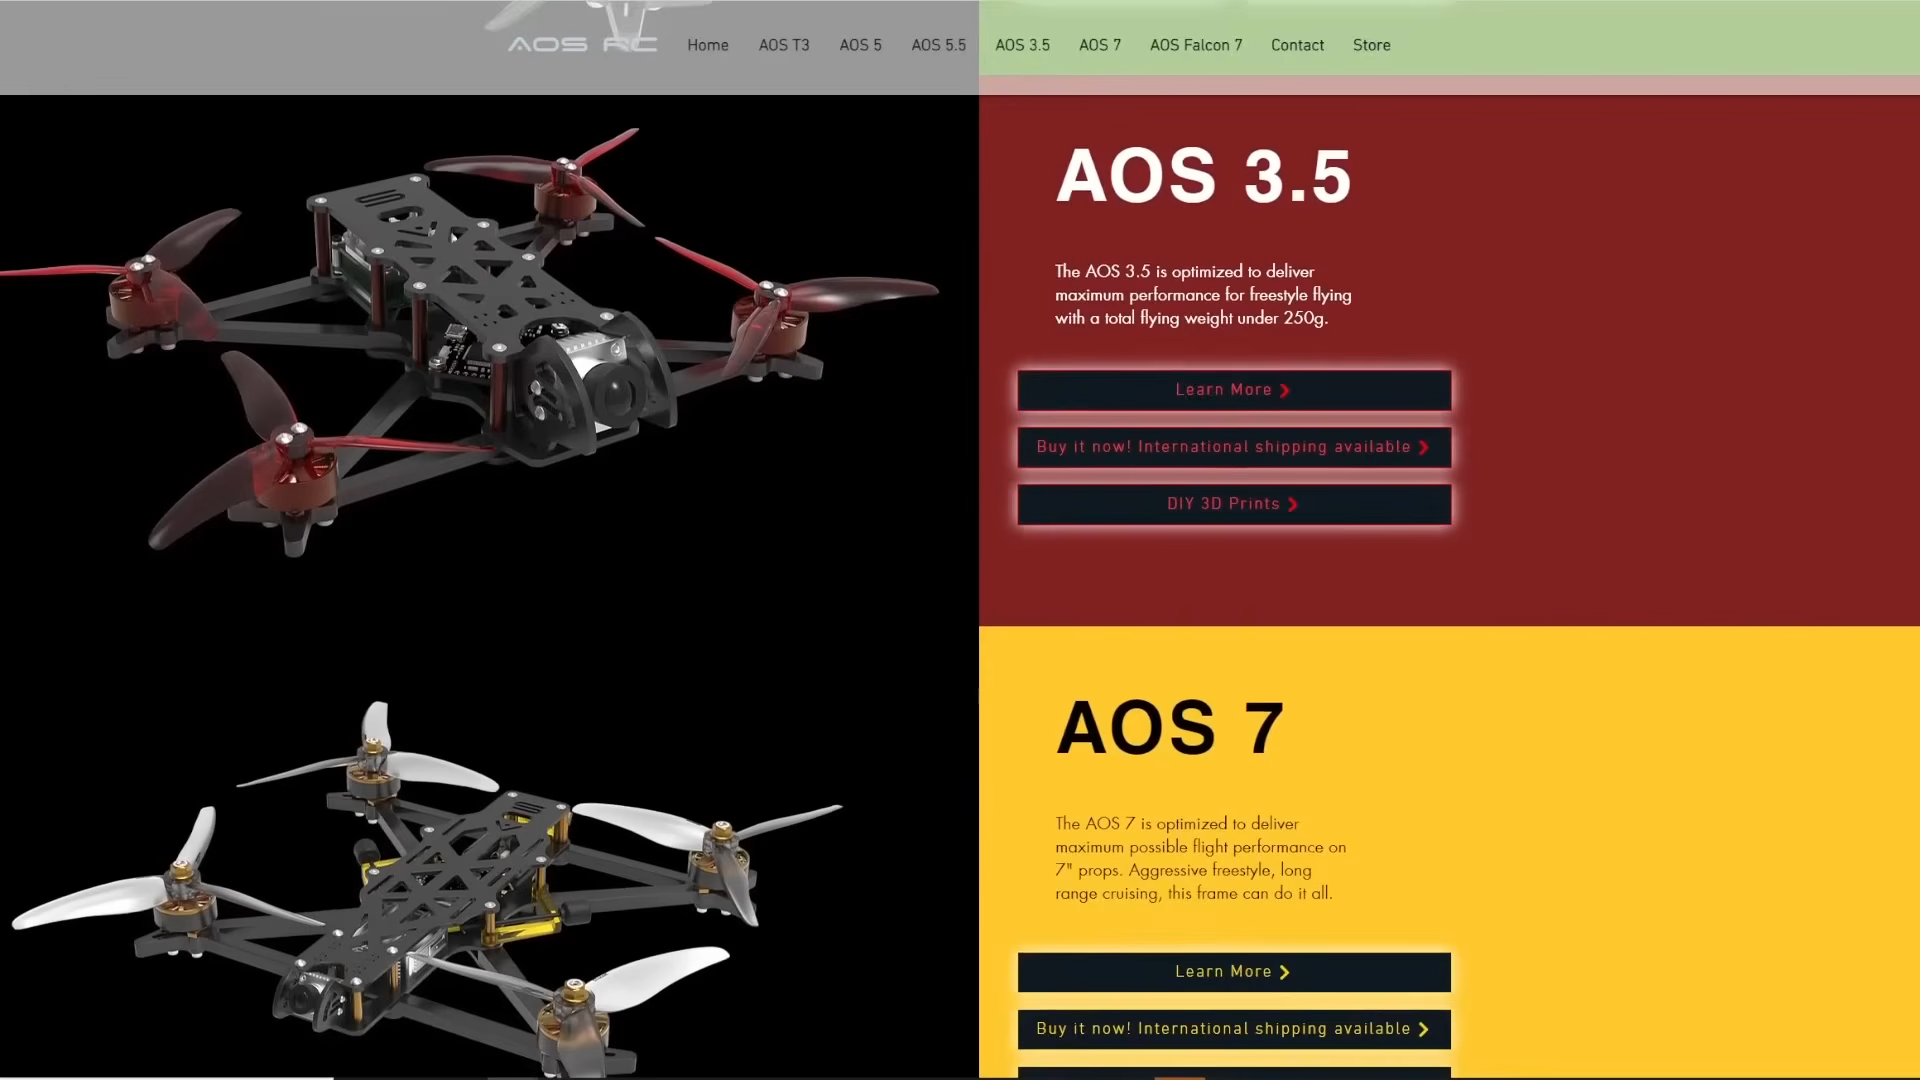 AOS RC
Home
AOS T3
AOS 5
AOS 5.5
AOS 3.5
AOS 7
AOS Falcon 7
Contact
Store
AOS 3.5
The AOS 3.5 is optimized to deliver
maximum performance for freestyle flying
with a total flying weight under 250g.
Learn More
Buy it now! International shipping available
DIY 3D Prints
AOS 7
The AOS 7 is optimized to deliver
maximum possible flight performance on
7" props. Aggressive freestyle, long
range cruising, this frame can do it all.
Learn More
Buy it now! International shipping available